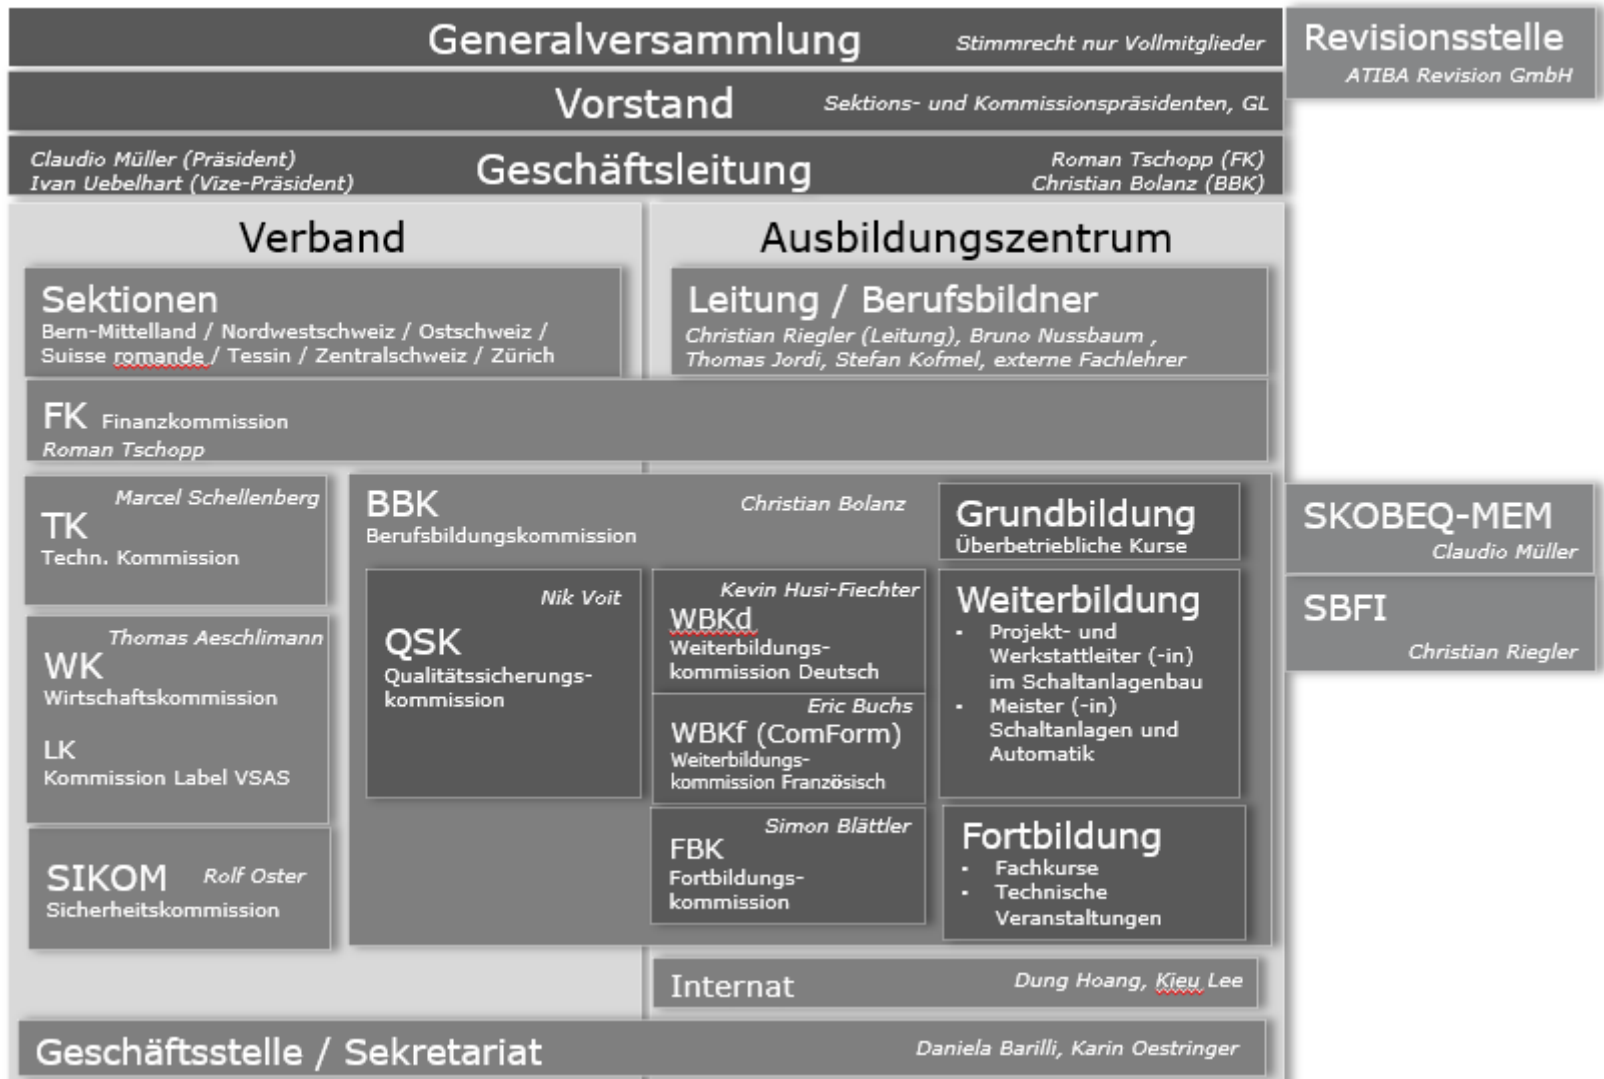 Generalversammlung
Stimmrecht nur Vollmitglieder
Revisionsstelle
ATIBA Revision GmbH
Vorstand
Sektions- und Kommissionspräsidenten, GL
Claudio Müller (Präsident)
Ivan Uebelhart (Vize-Präsident)
Geschäftsleitung
Roman Tschopp (FK)
Christian Bolanz (BBK)
Verband
Ausbildungszentrum
Sektionen
Bern-Mittelland / Nordwestschweiz / Ostschweiz /
Suisse romande / Tessin / Zentralschweiz / Zürich
Leitung / Berufsbildner
Christian Riegler (Leitung), Bruno Nussbaum ,
Thomas Jordi, Stefan Kofmel, externe Fachlehrer
FK Finanzkommission
Roman Tschopp
Marcel Schellenberg
TK
Techn. Kommission
Thomas Aeschlimann
WK
Wirtschaftskommission
LK
Kommission Label VSAS
SIKOM Rolf Oster
Sicherheitskommission
BBK
Christian Bolanz
Berufsbildungskommission
Nik Voit
QSK
Qualitätssicherungs-
kommission
Kevin Husi-Fiechter
WBKd
Weiterbildungs-
kommission Deutsch
Eric Buchs
WBKf (ComForm)
Weiterbildungs-
kommission Französisch
Simon Blättler
FBK
Fortbildungs-
kommission
Grundbildung
Überbetriebliche Kurse
Weiterbildung
• Projekt- und
Werkstattleiter (-in)
im Schaltanlagenbau
• Meister (-in)
Schaltanlagen und
Automatik
Fortbildung
• Fachkurse
• Technische
Veranstaltungen
SKOBEQ-MEM
Claudio Müller
SBFI
Christian Riegler
Internat
Dung Hoang, Kieu Lee
Geschäftsstelle / Sekretariat
Daniela Barilli, Karin Oestringer